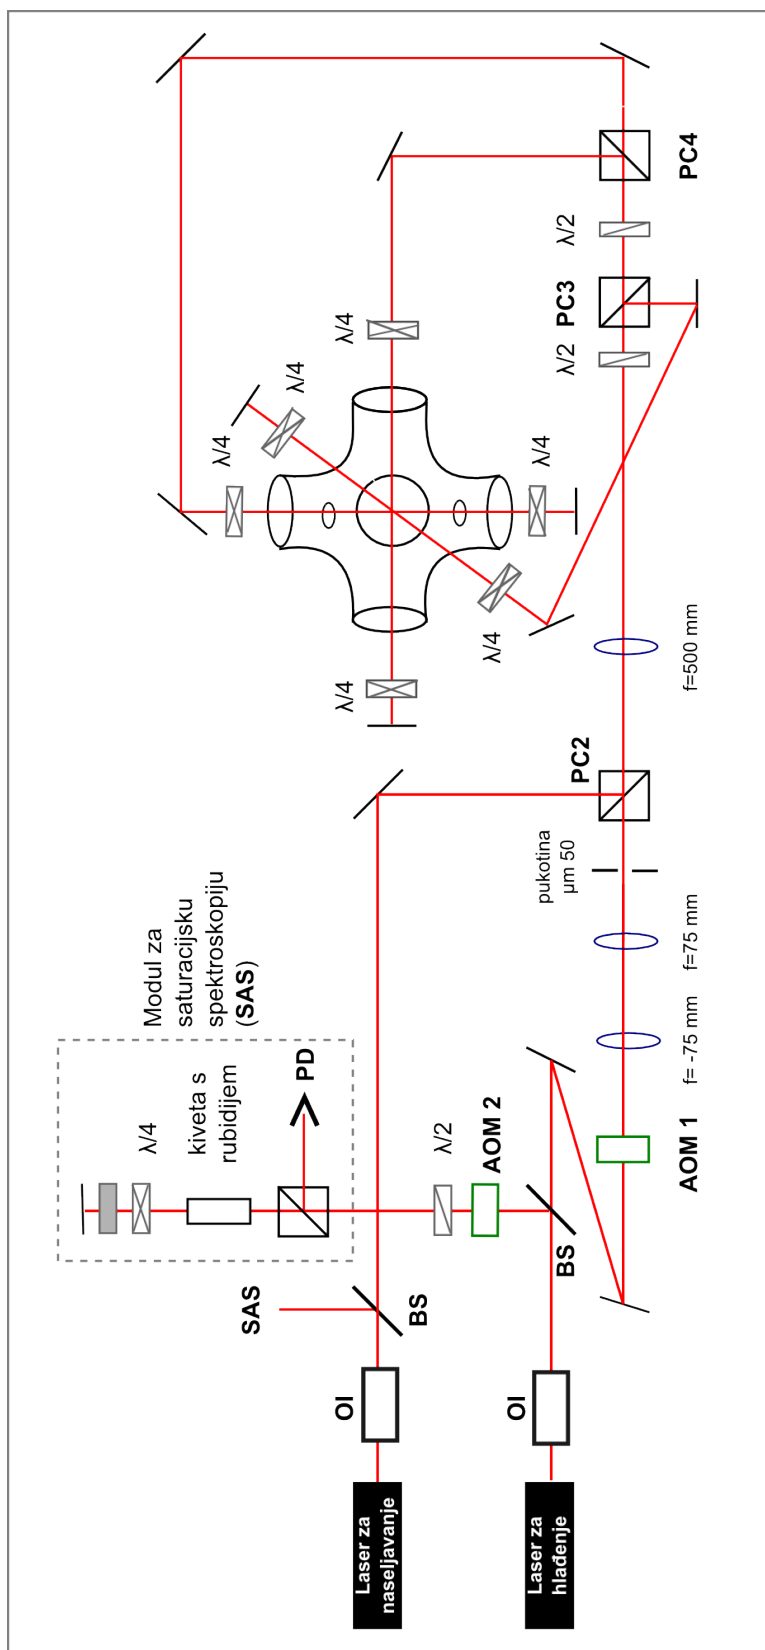 Modul za
saturacijsku
spektroskopiju
(SAS)
λ/4
kiveta s
rubidijem
PD
SAS
BS
OI
Laser za
naseljavanje
λ/2
AOM 2
BS
OI
Laser za
hlađenje
AOM 1
f= -75 mm
f=75 mm
pukotina
µm 50
PC2
f=500 mm
λ/4
λ/4
λ/4
λ/4
λ/4
λ/4
λ/2
PC3
λ/2
PC4